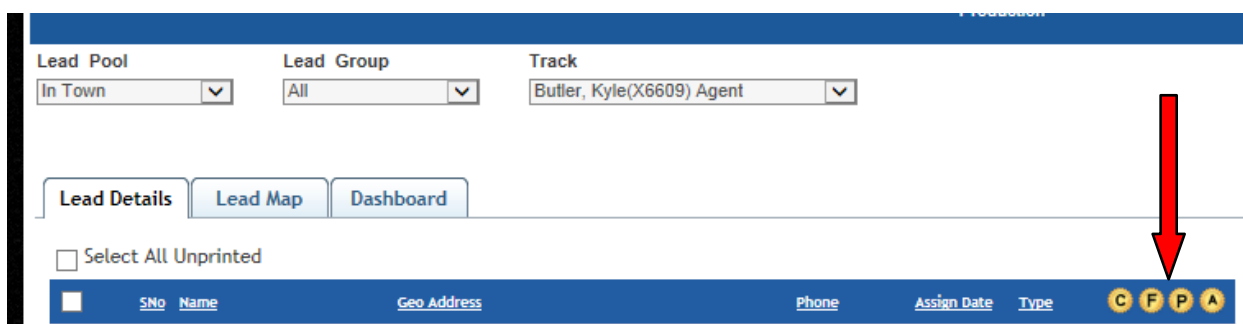 Lead Pool Lead Group Track
In Town All Butler, Kyle(X6609) Agent
Lead Details Lead Map Dashboard
Select All Unprinted
SNo Name Geo Address Phone Assign Date Type C F P A